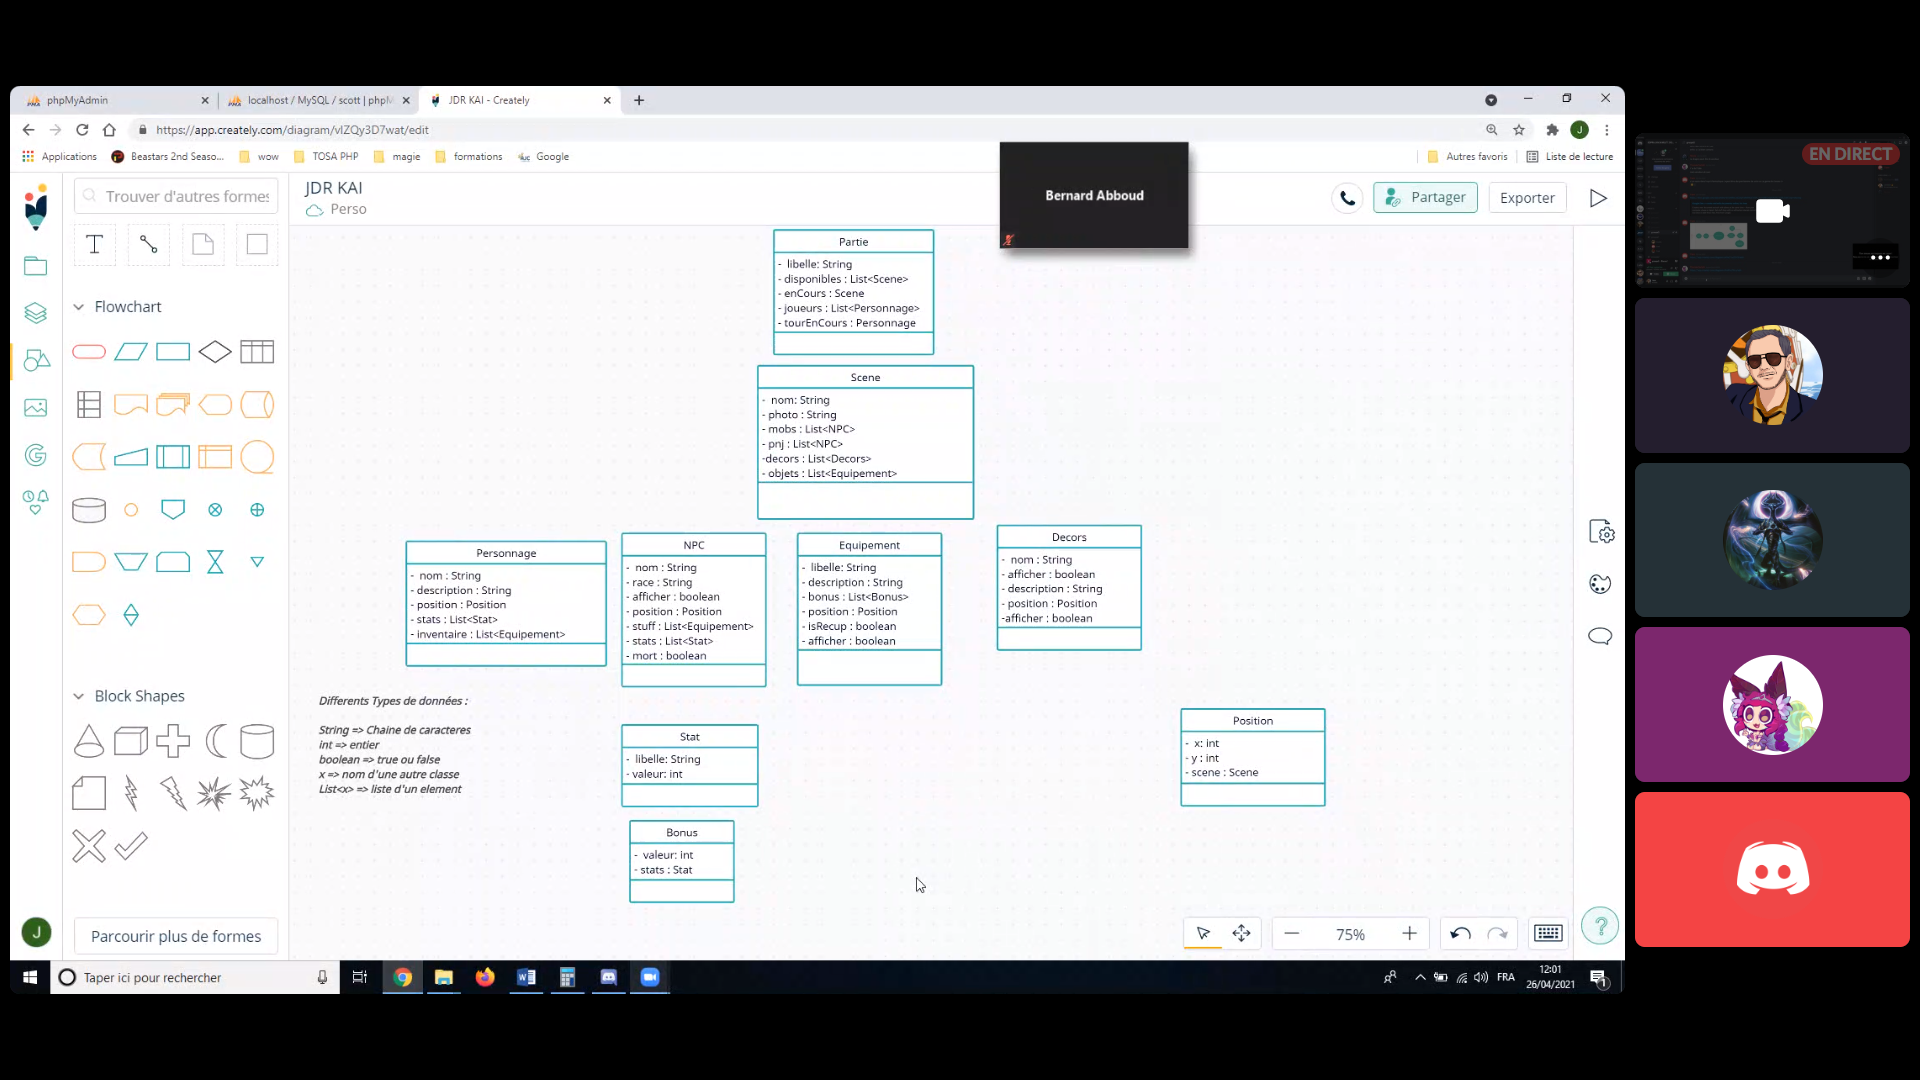 phpMyAdmin
localhost / MySQL / scott | phpM
JDR KAI - Creately
https://app.creately.com/diagram/vlZQy3D7wat/edit
J
Applications
Beastars 2nd Seaso...
wow
TOSA PHP
magie
formations
Google
Autres favoris
Liste de lecture
Trouver d'autres formes
JDR KAI
Perso
Bernard Abboud
Partager
Exporter
EN DIRECT
T
Flowchart
Block Shapes
Parcourir plus de formes
J
Partie
- libelle: String
- disponibles : List<Scene>
- enCours : Scene
- joueurs : List<Personnage>
- tourEnCours : Personnage
Scene
- nom: String
- photo : String
- mobs : List<NPC>
- pnj : List<NPC>
-decors : List<Decors>
- objets : List<Equipement>
Personnage
- nom : String
- description : String
- position : Position
- stats : List<Stat>
- inventaire : List<Equipement>
NPC
- nom : String
- race : String
- afficher : boolean
- position : Position
- stuff : List<Equipement>
- stats : List<Stat>
- mort : boolean
Equipement
- libelle: String
- description : String
- bonus : List<Bonus>
- position : Position
- isRecup : boolean
- afficher : boolean
Decors
- nom : String
- afficher : boolean
- description : String
- position : Position
-afficher : boolean
Differents Types de données :
String => Chaine de caracteres
int => entier
boolean => true ou false
x => nom d'une autre classe
List<x> => liste d'un element
Stat
- libelle: String
- valeur: int
Bonus
- valeur: int
- stats : Stat
Position
- x: int
- y : int
- scene : Scene
75%
?
Taper ici pour rechercher
FRA
12:01
26/04/2021
1